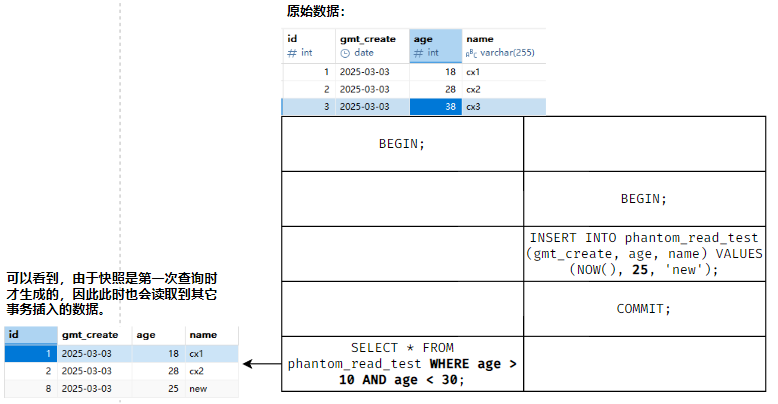 原始数据：
id gmt_create age name
# int date # int ABC varchar(255)
1 2025-03-03 18 cx1
2 2025-03-03 28 cx2
3 2025-03-03 38 cx3
BEGIN;
BEGIN;
INSERT INTO phantom_read_test
(gmt_create, age, name) VALUES
(NOW(), 25, 'new');
COMMIT;
SELECT * FROM
phantom_read_test WHERE age >
10 AND age < 30;
可以看到，由于快照是第一次查询时
才生成的，因此此时也会读取到其它
事务插入的数据。
id gmt_create age name
1 2025-03-03 18 cx1
2 2025-03-03 28 cx2
8 2025-03-03 25 new